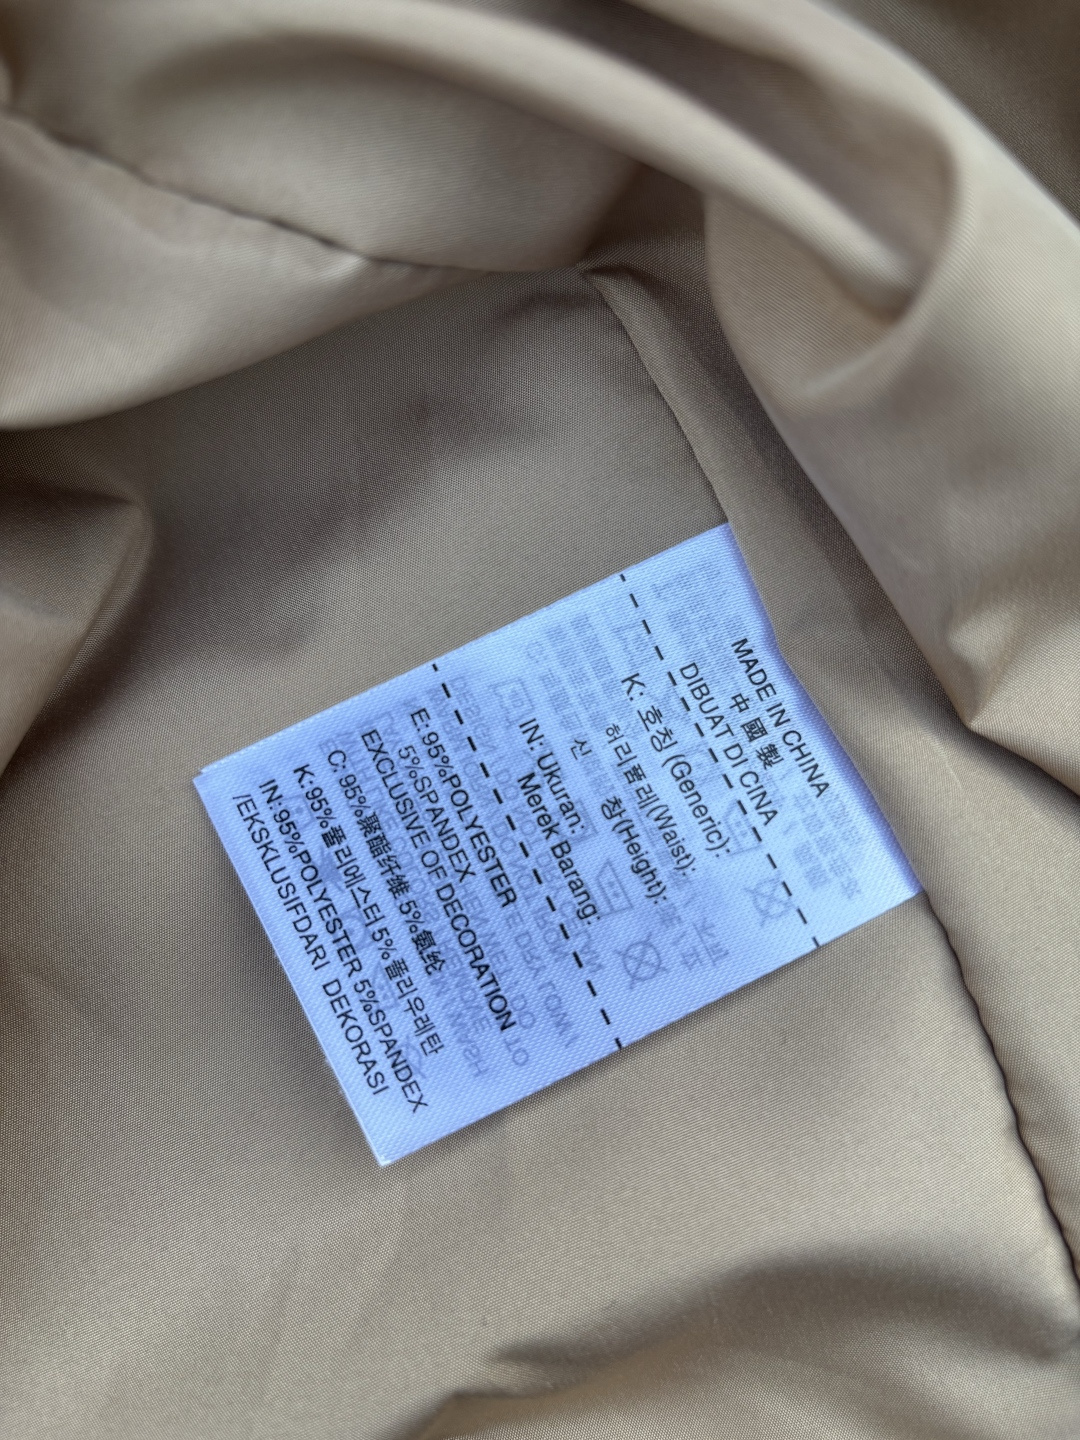 MADE IN CHINA
中國製
DIBUAT DI CINA
K: 호칭 (Generic):
허리둘레(Waist):
신 장(Height):
IN: Ukuran:
Merek Barang:
E: 95%POLYESTER
5%SPANDEX
EXCLUSIVE OF DECORATION
C: 95%聚酯纤维 5%氨纶
K:95%폴리에스터 5%폴리우레탄
IN:95%POLYESTER 5%SPANDEX
/EKSKLUSIFDARI DEKORASI